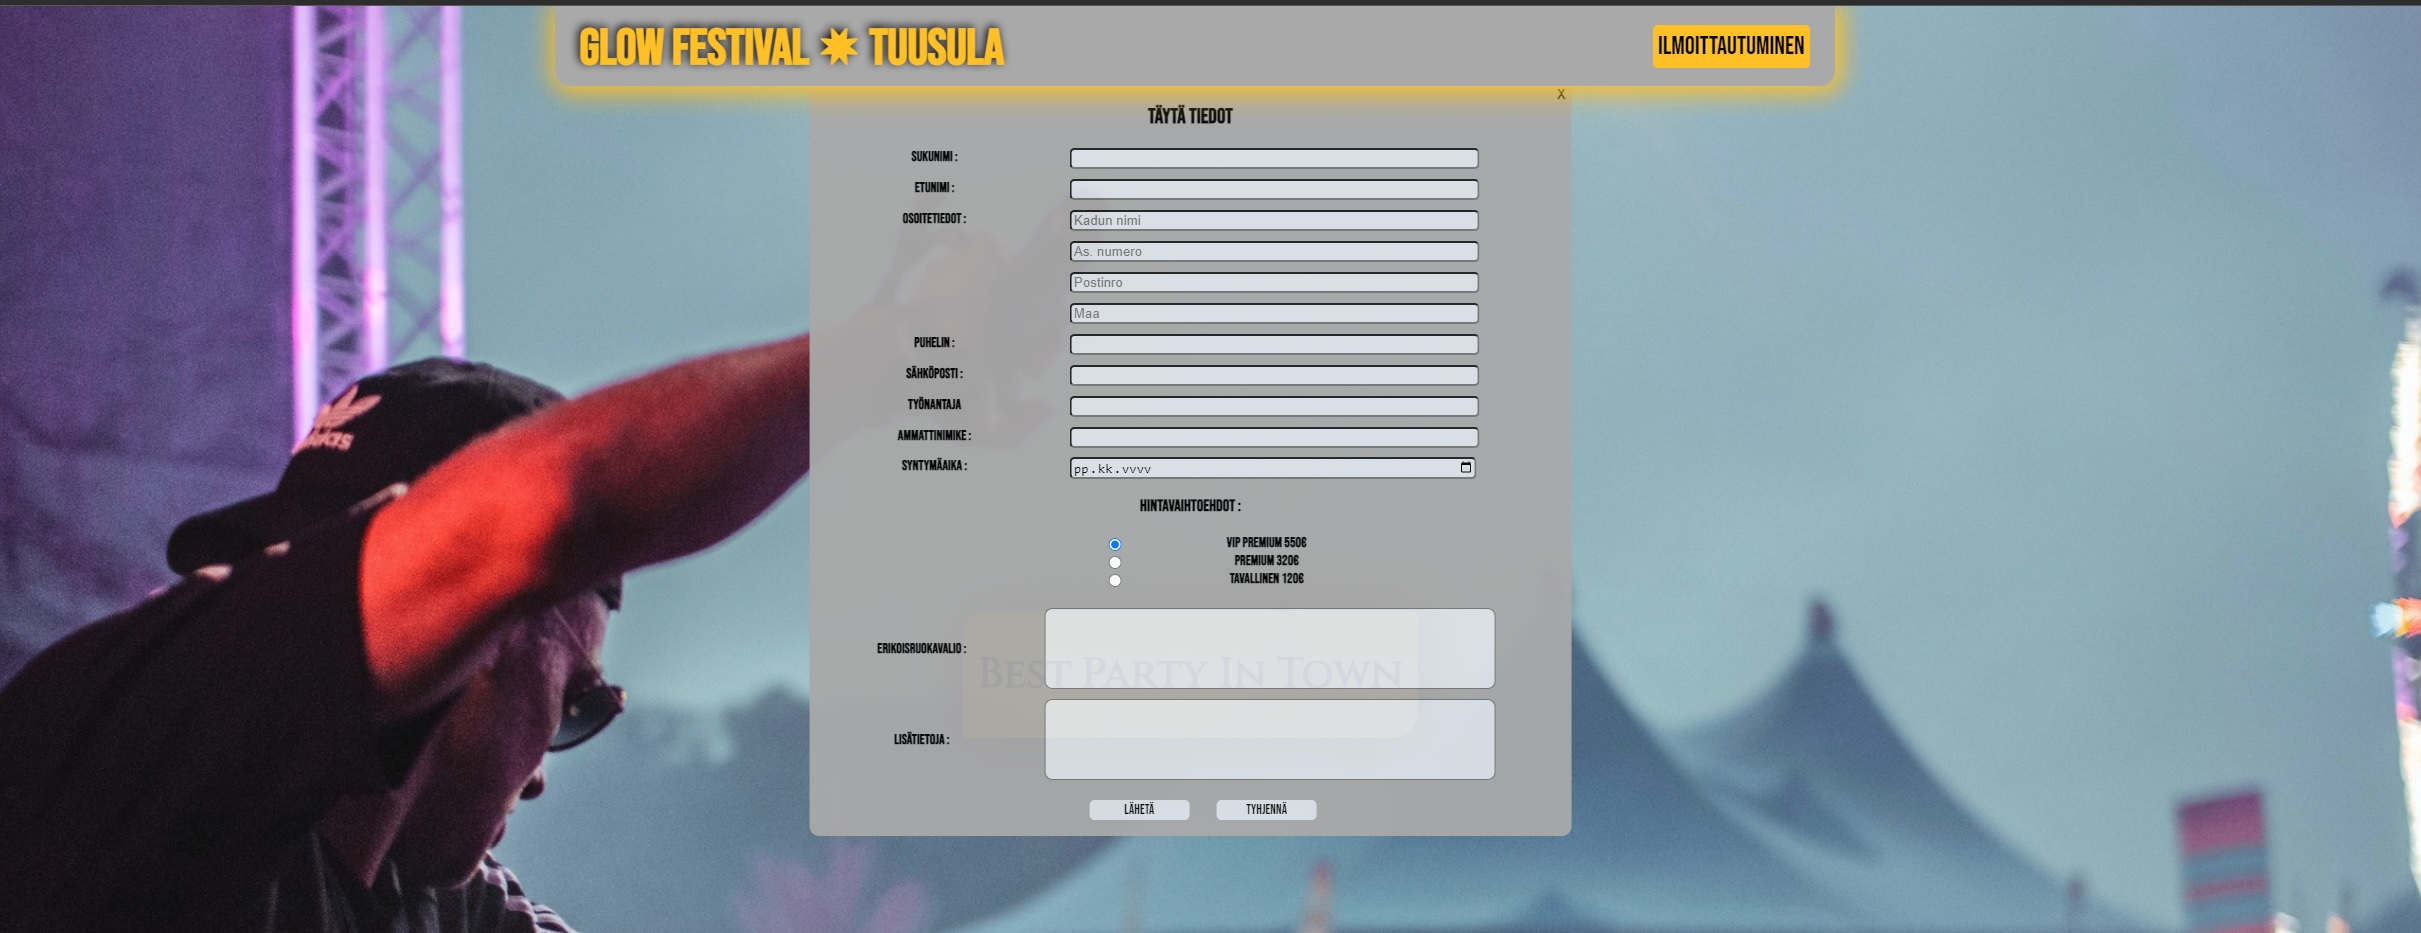 GLOW FESTIVAL ✸ TUUSULA
ILMOITTAUTUMINEN
X
TÄYTÄ TIEDOT
SUKUNIMI :
ETUNIMI :
OSOITETIEDOT :
Kadun nimi
As. numero
Postinro
Maa
PUHELIN :
SÄHKÖPOSTI :
TYÖNANTAJA
AMMATTINIMIKE :
SYNTYMÄAIKA :
pp.kk.vvvv
HINTAVAIHTOEHDOT :
VIP PREMIUM 550€
PREMIUM 320€
TAVALLINEN 120€
ERIKOISRUOKAVALIO :
BEST PARTY IN TOWN
LISÄTIETOJA :
LÄHETÄ
TYHJENNÄ